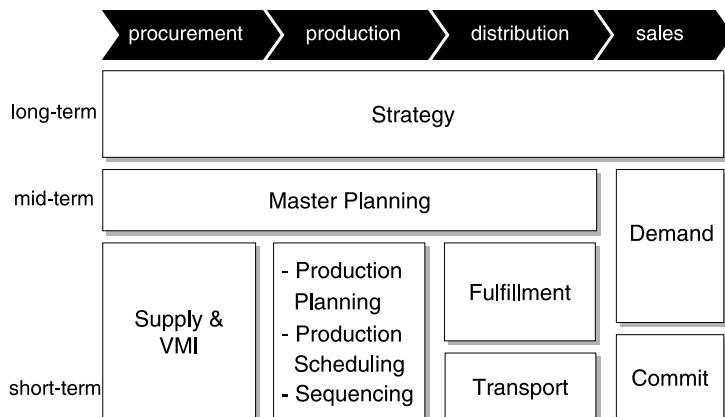 procurement production distribution sales
long-term
Strategy
mid-term
Master Planning
Demand
Supply &
VMI
- Production
Planning
- Production
Scheduling
- Sequencing
Fulfillment
short-term
Transport
Commit